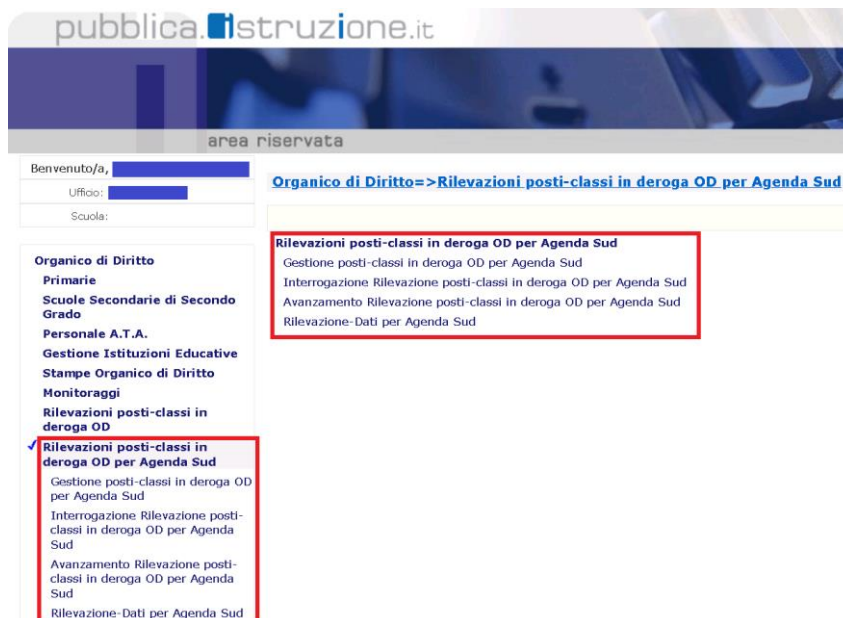 pubblica.istruzione.it
area riservata
Benvenuto/a,
Ufficio:
Scuola:
Organico di Diritto
Primarie
Scuole Secondarie di Secondo
Grado
Personale A.T.A.
Gestione Istituzioni Educative
Stampe Organico di Diritto
Monitoraggi
Rilevazioni posti-classi in
deroga OD
Rilevazioni posti-classi in
deroga OD per Agenda Sud
Gestione posti-classi in deroga OD
per Agenda Sud
Interrogazione Rilevazione posti-
classi in deroga OD per Agenda
Sud
Avanzamento Rilevazione posti-
classi in deroga OD per Agenda
Sud
Rilevazione-Dati per Agenda Sud
Organico di Diritto=>Rilevazioni posti-classi in deroga OD per Agenda Sud
Rilevazioni posti-classi in deroga OD per Agenda Sud
Gestione posti-classi in deroga OD per Agenda Sud
Interrogazione Rilevazione posti-classi in deroga OD per Agenda Sud
Avanzamento Rilevazione posti-classi in deroga OD per Agenda Sud
Rilevazione-Dati per Agenda Sud